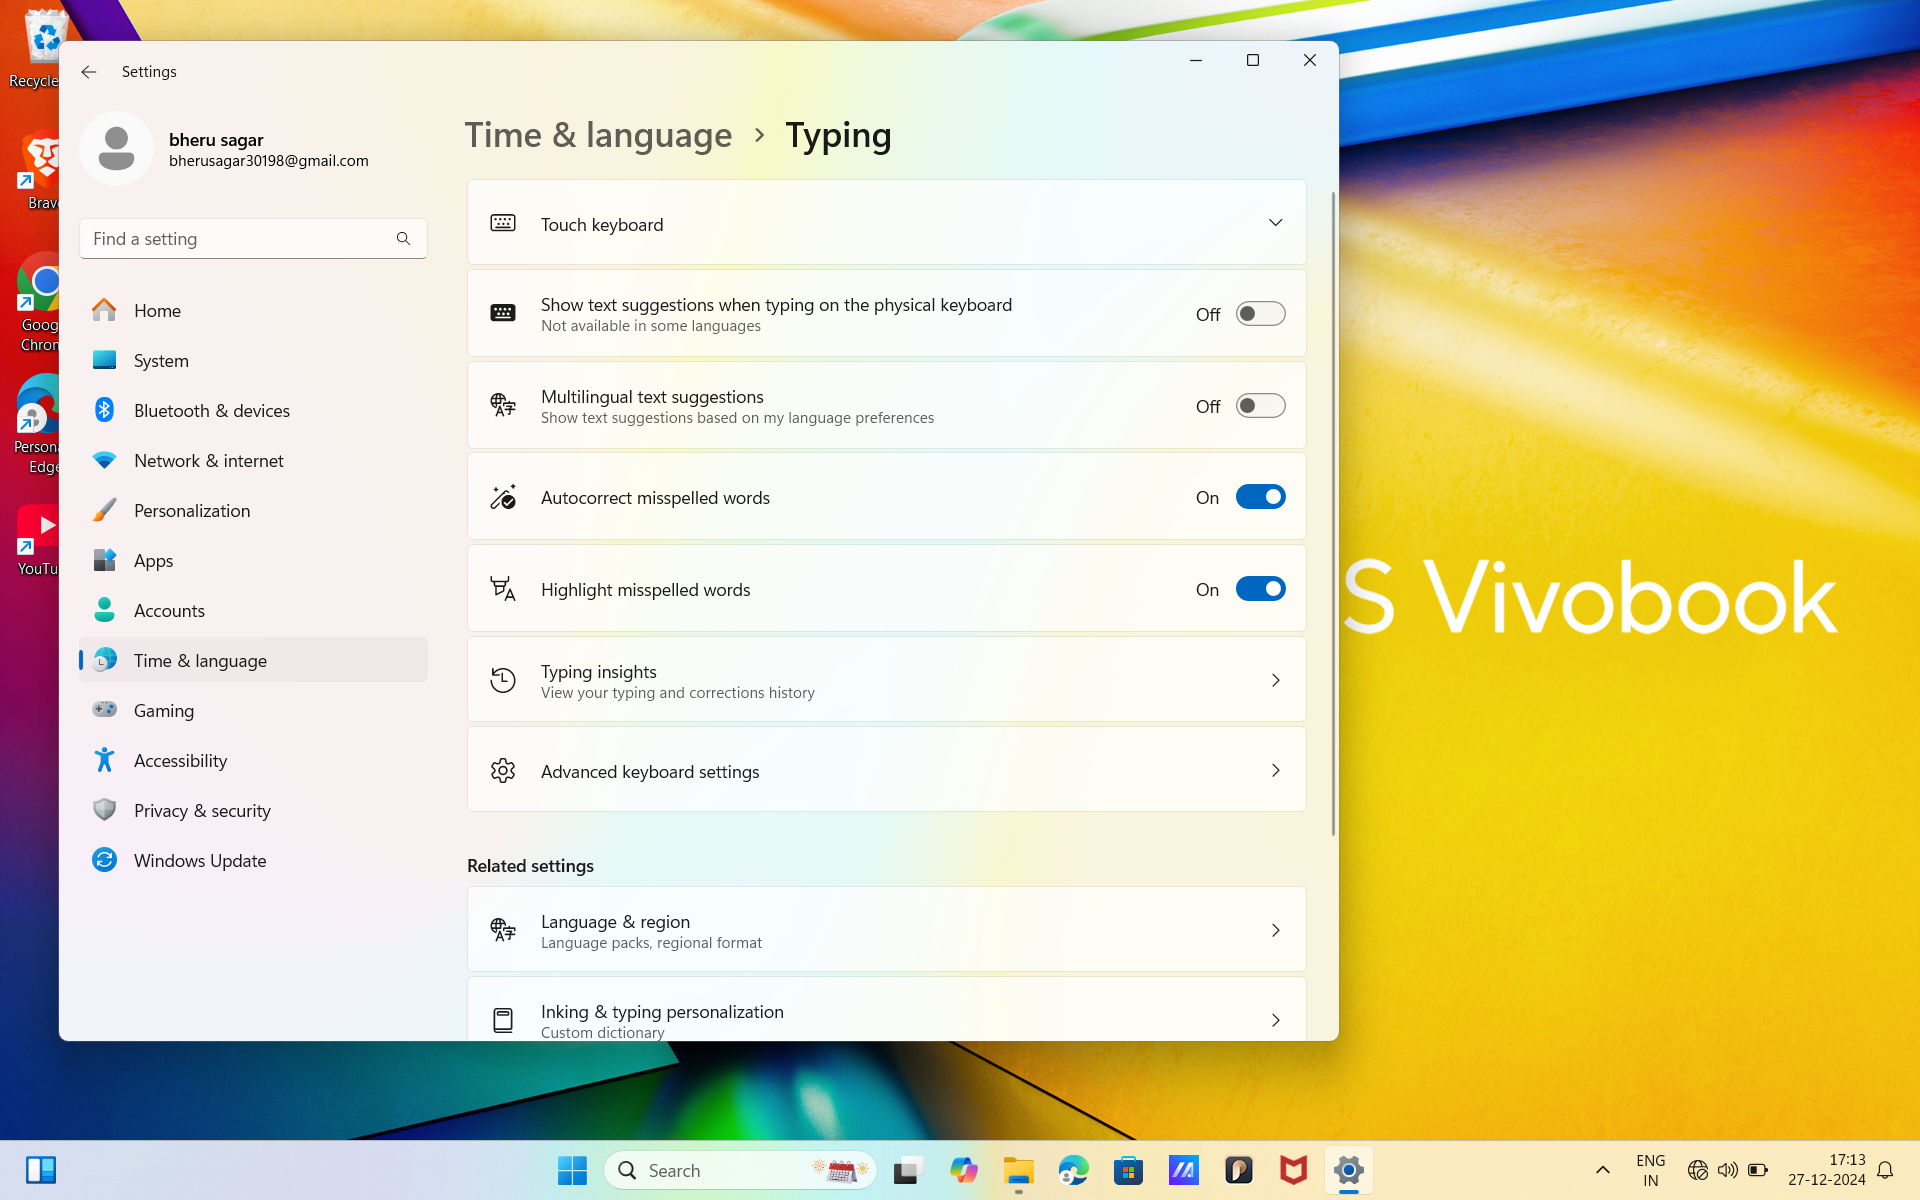 Recycle
Brav
Goog
Chron
Person
Edge
YouTu
Settings
bheru sagar
bherusagar30198@gmail.com
Find a setting
Home
System
Bluetooth & devices
Network & internet
Personalization
Apps
Accounts
Time & language
Gaming
Accessibility
Privacy & security
Windows Update
Time & language > Typing
Touch keyboard
Show text suggestions when typing on the physical keyboard
Not available in some languages
Off
Multilingual text suggestions
Show text suggestions based on my language preferences
Off
Autocorrect misspelled words
On
Highlight misspelled words
On
Typing insights
View your typing and corrections history
Advanced keyboard settings
Related settings
Language & region
Language packs, regional format
Inking & typing personalization
Custom dictionary
S Vivobook
Search
ENG
IN
17:13
27-12-2024